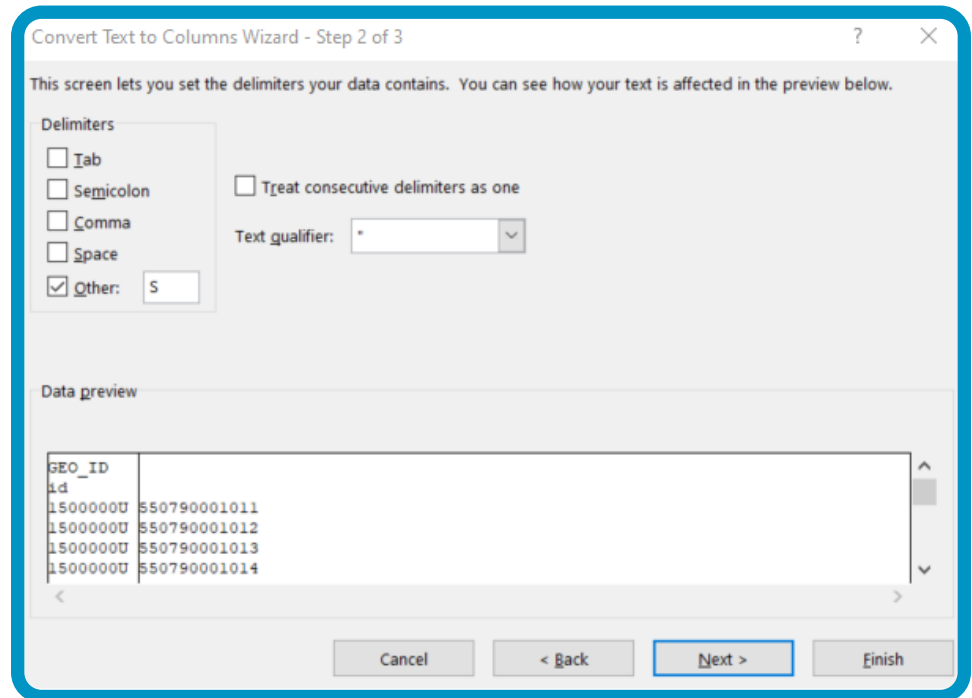 Convert Text to Columns Wizard - Step 2 of 3 ?
This screen lets you set the delimiters your data contains. You can see how your text is affected in the preview below.
Delimiters
Tab
Semicolon
Comma
Space
Other: S
Treat consecutive delimiters as one
Text qualifier: "
Data preview
GEO_ID
id
1500000U 550790001011
1500000U 550790001012
1500000U 550790001013
1500000U 550790001014
Cancel < Back Next > Finish